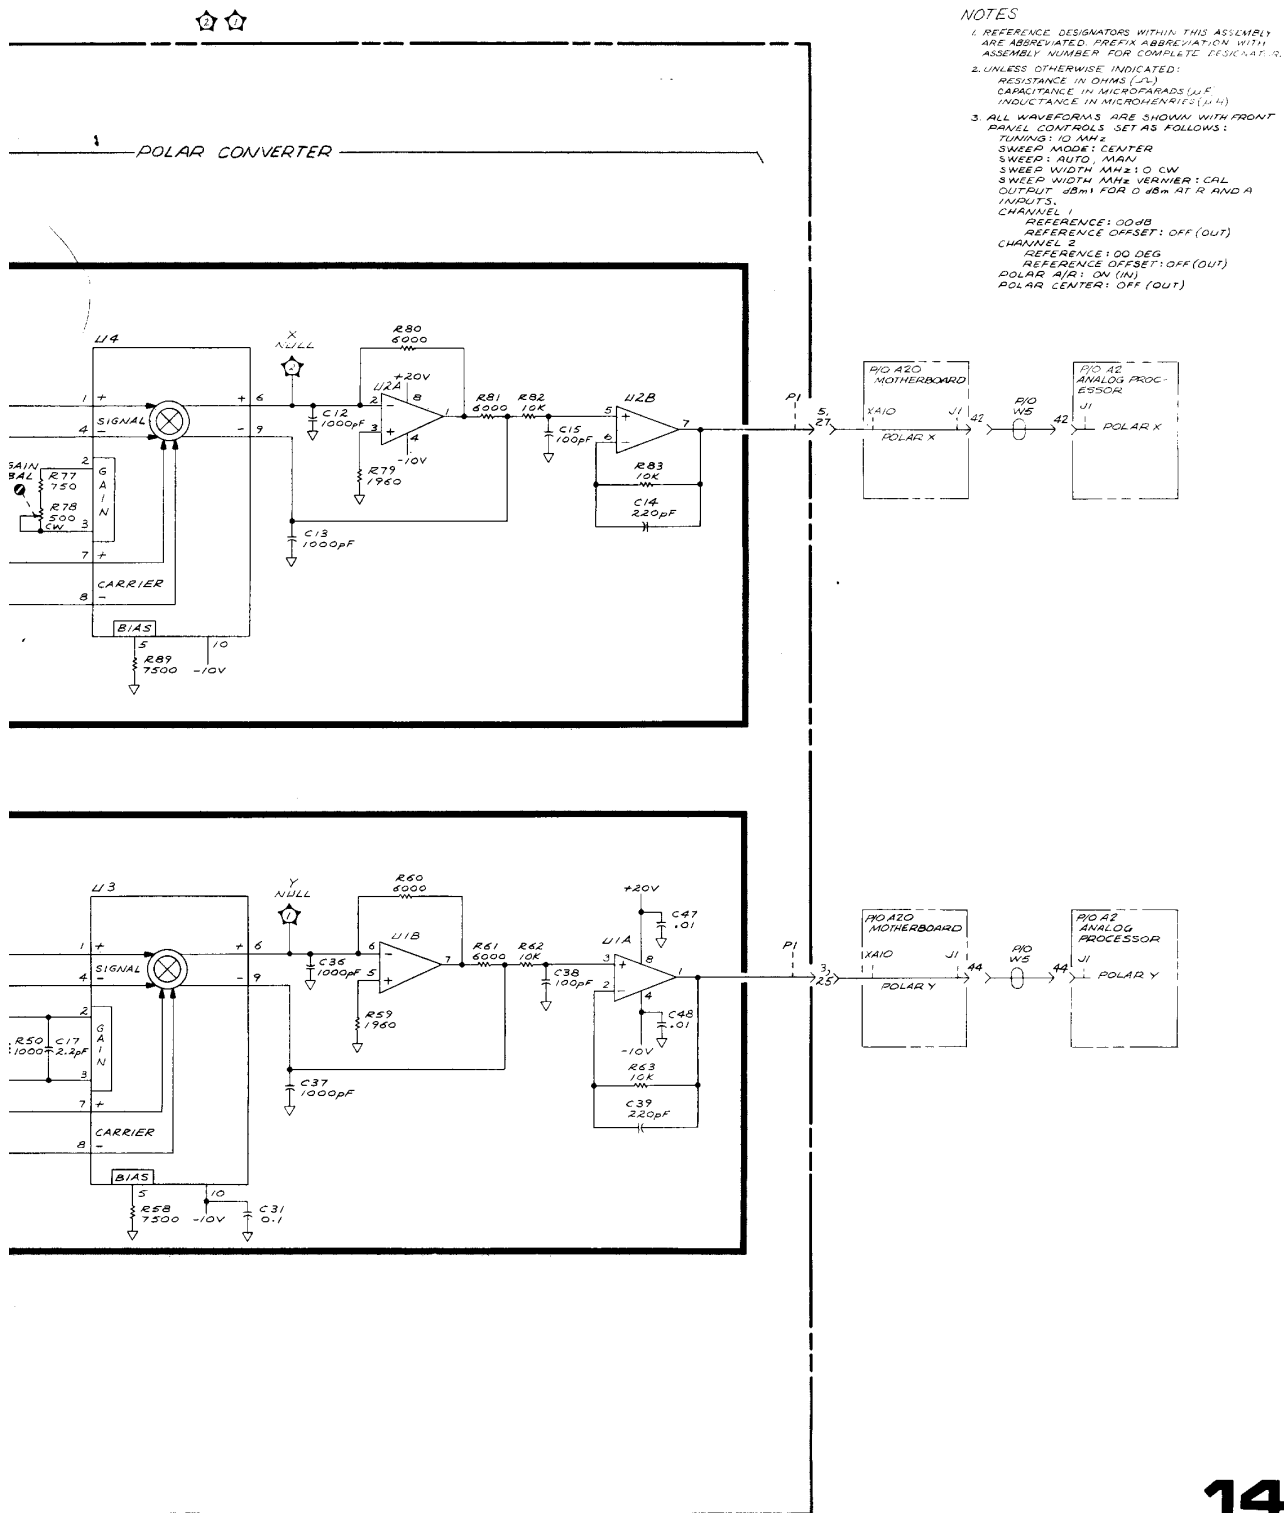 2 1
NOTES
1. REFERENCE DESIGNATORS WITHIN THIS ASSEMBLY
ARE ABBREVIATED. PREFIX ABBREVIATION WITH
ASSEMBLY NUMBER FOR COMPLETE
2. UNLESS OTHERWISE INDICATED:
RESISTANCE IN OHMS (Ω)
CAPACITANCE IN MICROFARADS (μF
INDUCTANCE IN MICROHENRIES (μH)
3. ALL WAVEFORMS ARE SHOWN WITH FRONT
PANEL CONTROLS SET AS FOLLOWS:
TUNING: 10 MHz
SWEEP MODE: CENTER
SWEEP: AUTO, MAN
SWEEP WIDTH MHz: O CW
SWEEP WIDTH MHz VERNIER: CAL
OUTPUT dBm: FOR O dBm AT R AND A
INPUTS.
CHANNEL 1
REFERENCE: 00dB
REFERENCE OFFSET: OFF (OUT)
CHANNEL 2
REFERENCE: 00 DEG
REFERENCE OFFSET: OFF (OUT)
POLAR A/R: ON (IN)
POLAR CENTER: OFF (OUT)
POLAR CONVERTER
U4
1 +
SIGNAL
4 -
+ 6
- 9
GAIN
BAL
R77
750
R78
500
CW
2
GAIN
3
7 +
CARRIER
8 -
BIAS
5
10
R89
7500
-10V
X
NULL
2
C12
1000pF
C13
1000pF
R80
6000
U2A
+20V
8
2 -
3 +
1
4
-10V
R79
1960
R81
6000
R82
10K
C15
100pF
U2B
5 +
6 -
7
R83
10K
C14
220pF
P1
5,
27
P/O A20
MOTHERBOARD
XA10
J1
POLAR X
42
P/O
W5
42
P/O A2
ANALOG PROC-
ESSOR
J1
POLAR X
U3
1 +
SIGNAL
4 -
+ 6
- 9
R50
1000
C17
2.2pF
2
GAIN
3
7 +
CARRIER
8 -
BIAS
5
10
R58
7500
-10V
C31
0.1
Y
NULL
1
C36
1000pF
C37
1000pF
R60
6000
U1B
6 -
5 +
7
R59
1960
R61
6000
R62
10K
C38
100pF
+20V
C47
.01
U1A
8
3 +
2 -
1
4
C48
.01
-10V
R63
10K
C39
220pF
P1
3,
25
P/O A20
MOTHERBOARD
XA10
J1
POLAR Y
44
P/O
W5
44
P/O A2
ANALOG
PROCESSOR
J1
POLAR Y
14